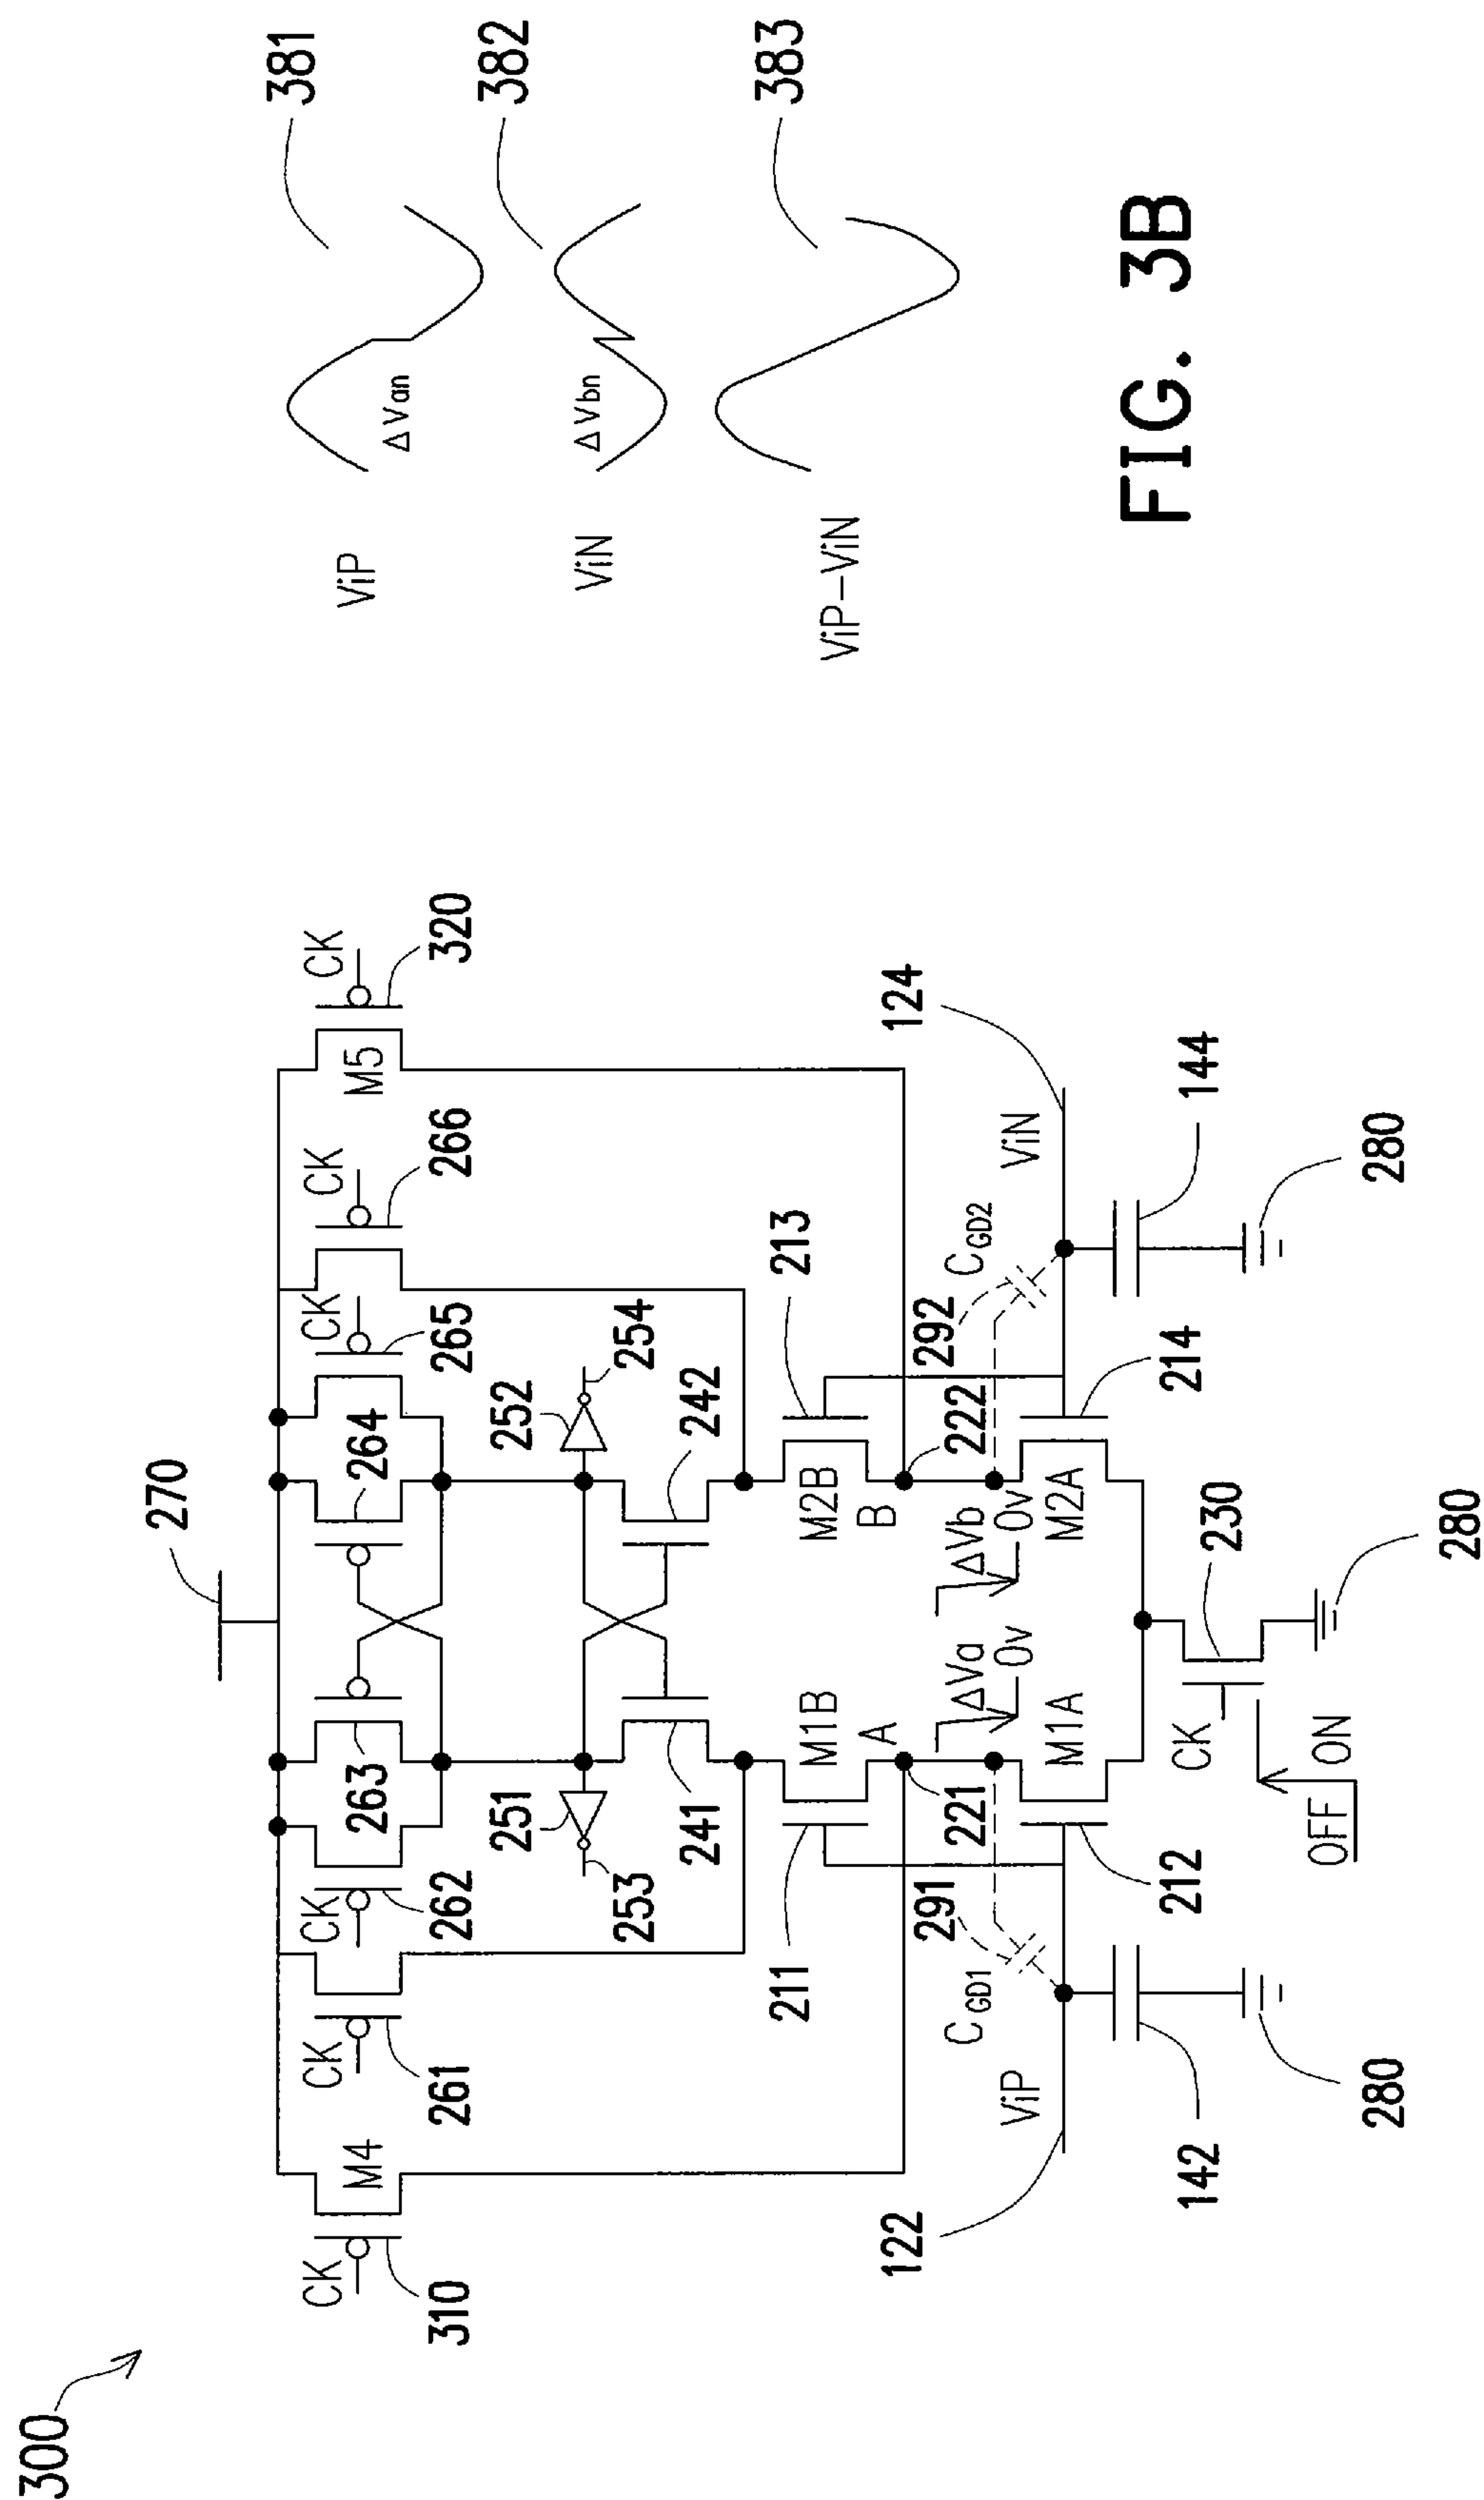 300
270
CK
310
M4
CK
261
CK
262
263
264
CK
265
CK
266
M5
CK
320
251
253
252
254
241
242
211
M1B
M2B
213
A
B
221
222
291
292
C GD1
C GD2
ΔVa
0v
ΔVb
0v
122
ViP
M1A
M2A
ViN
124
212
214
142
144
CK
230
280
280
280
OFF
ON
ViP
ΔVan
381
ViN
ΔVbn
382
ViP-ViN
383
FIG. 3B